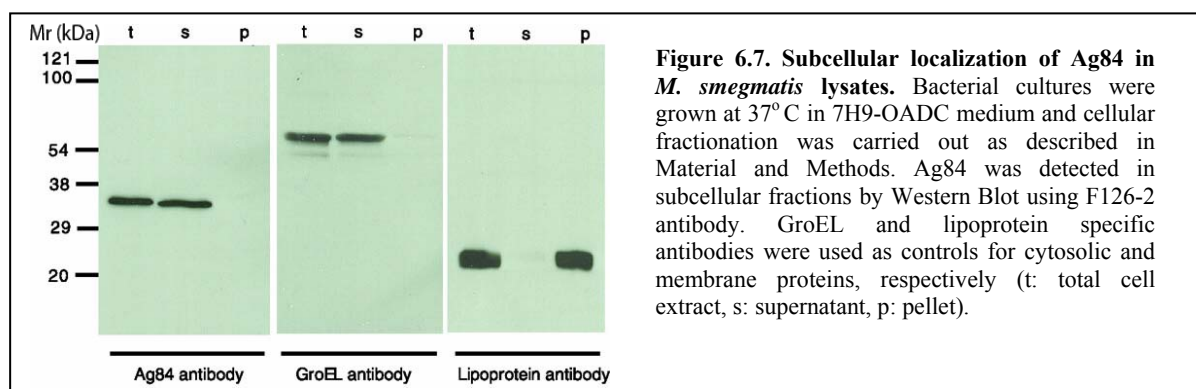 Mr (kDa) t s p t s p t s p
121
100
54
38
29
20
Ag84 antibody GroEL antibody Lipoprotein antibody
Figure 6.7. Subcellular localization of Ag84 in
M. smegmatis lysates. Bacterial cultures were
grown at 37° C in 7H9-OADC medium and cellular
fractionation was carried out as described in
Material and Methods. Ag84 was detected in
subcellular fractions by Western Blot using F126-2
antibody. GroEL and lipoprotein specific
antibodies were used as controls for cytosolic and
membrane proteins, respectively (t: total cell
extract, s: supernatant, p: pellet).